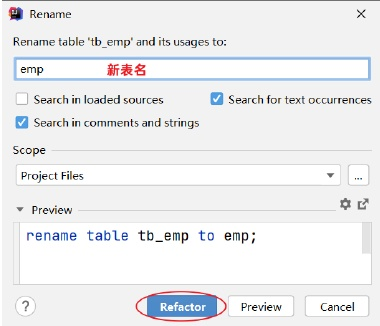 Rename
Rename table 'tb_emp' and its usages to:
emp 新表名
Search in loaded sources Search for text occurrences
Search in comments and strings
Scope
Project Files ...
Preview
rename table tb_emp to emp;
? Refactor Preview Cancel